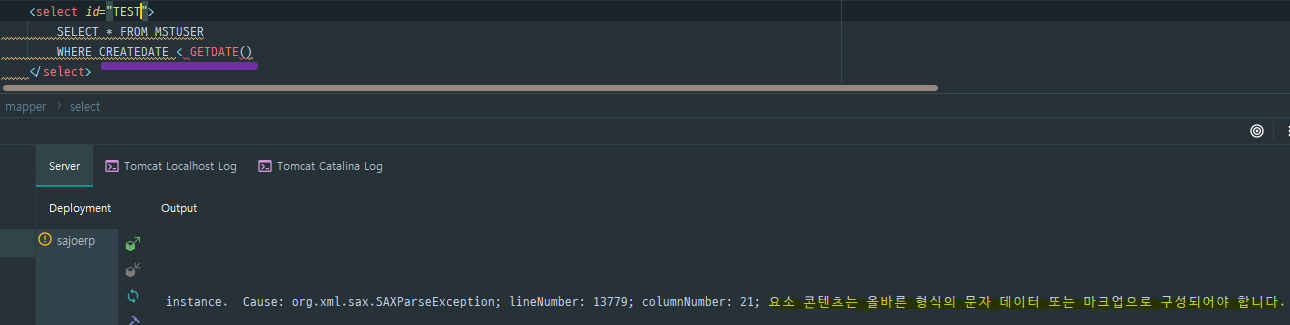 <select id="TEST">
SELECT * FROM MSTUSER
WHERE CREATEDATE < GETDATE()
</select>
mapper > select
Server Tomcat Localhost Log Tomcat Catalina Log
Deployment Output
sajoerp
instance. Cause: org.xml.sax.SAXParseException; lineNumber: 13779; columnNumber: 21; 요소 콘텐츠는 올바른 형식의 문자 데이터 또는 마크업으로 구성되어야 합니다.